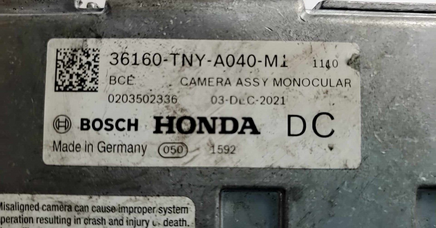 36160-TNY-A040-M1 1140
BCE CAMERA ASSY MONOCULAR
0203502336 03-DEC-2021
BOSCH HONDA DC
Made in Germany 050 1592
Misaligned camera can cause improper system
operation resulting in crash and injury or death.